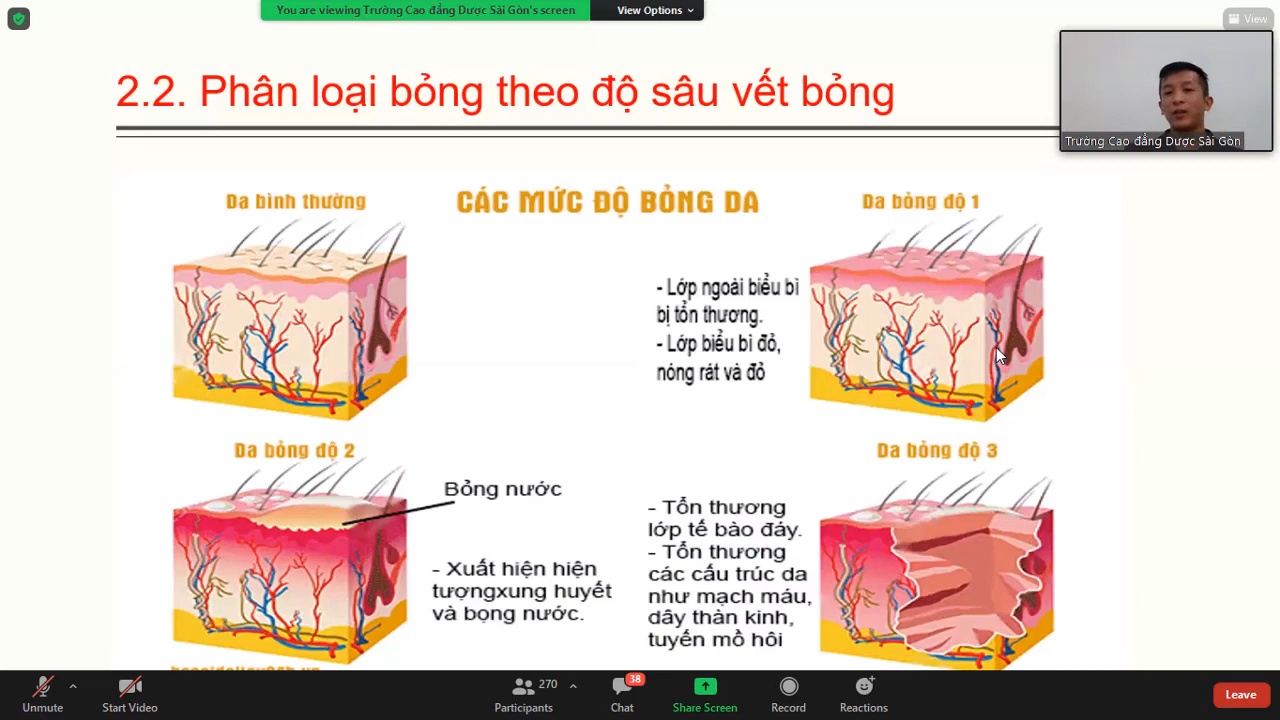 You are viewing Trường Cao đẳng Dược Sài Gòn's screen
View Options
View
2.2. Phân loại bỏng theo độ sâu vết bỏng
Trường Cao đẳng Dược Sài Gòn
Da bình thường
CÁC MỨC ĐỘ BỎNG DA
Da bỏng độ 1
- Lớp ngoài biểu bì
bị tổn thương.
- Lớp biểu bì đỏ,
nóng rát và đỏ
Da bỏng độ 2
Bỏng nước
- Xuất hiện hiện
tượngxung huyết
và bọng nước.
Da bỏng độ 3
- Tổn thương
lớp tế bào đáy.
- Tổn thương
các cấu trúc da
như mạch máu,
dây thàn kinh,
tuyến mồ hôi
Unmute
Start Video
270
Participants
38
Chat
Share Screen
Record
Reactions
Leave